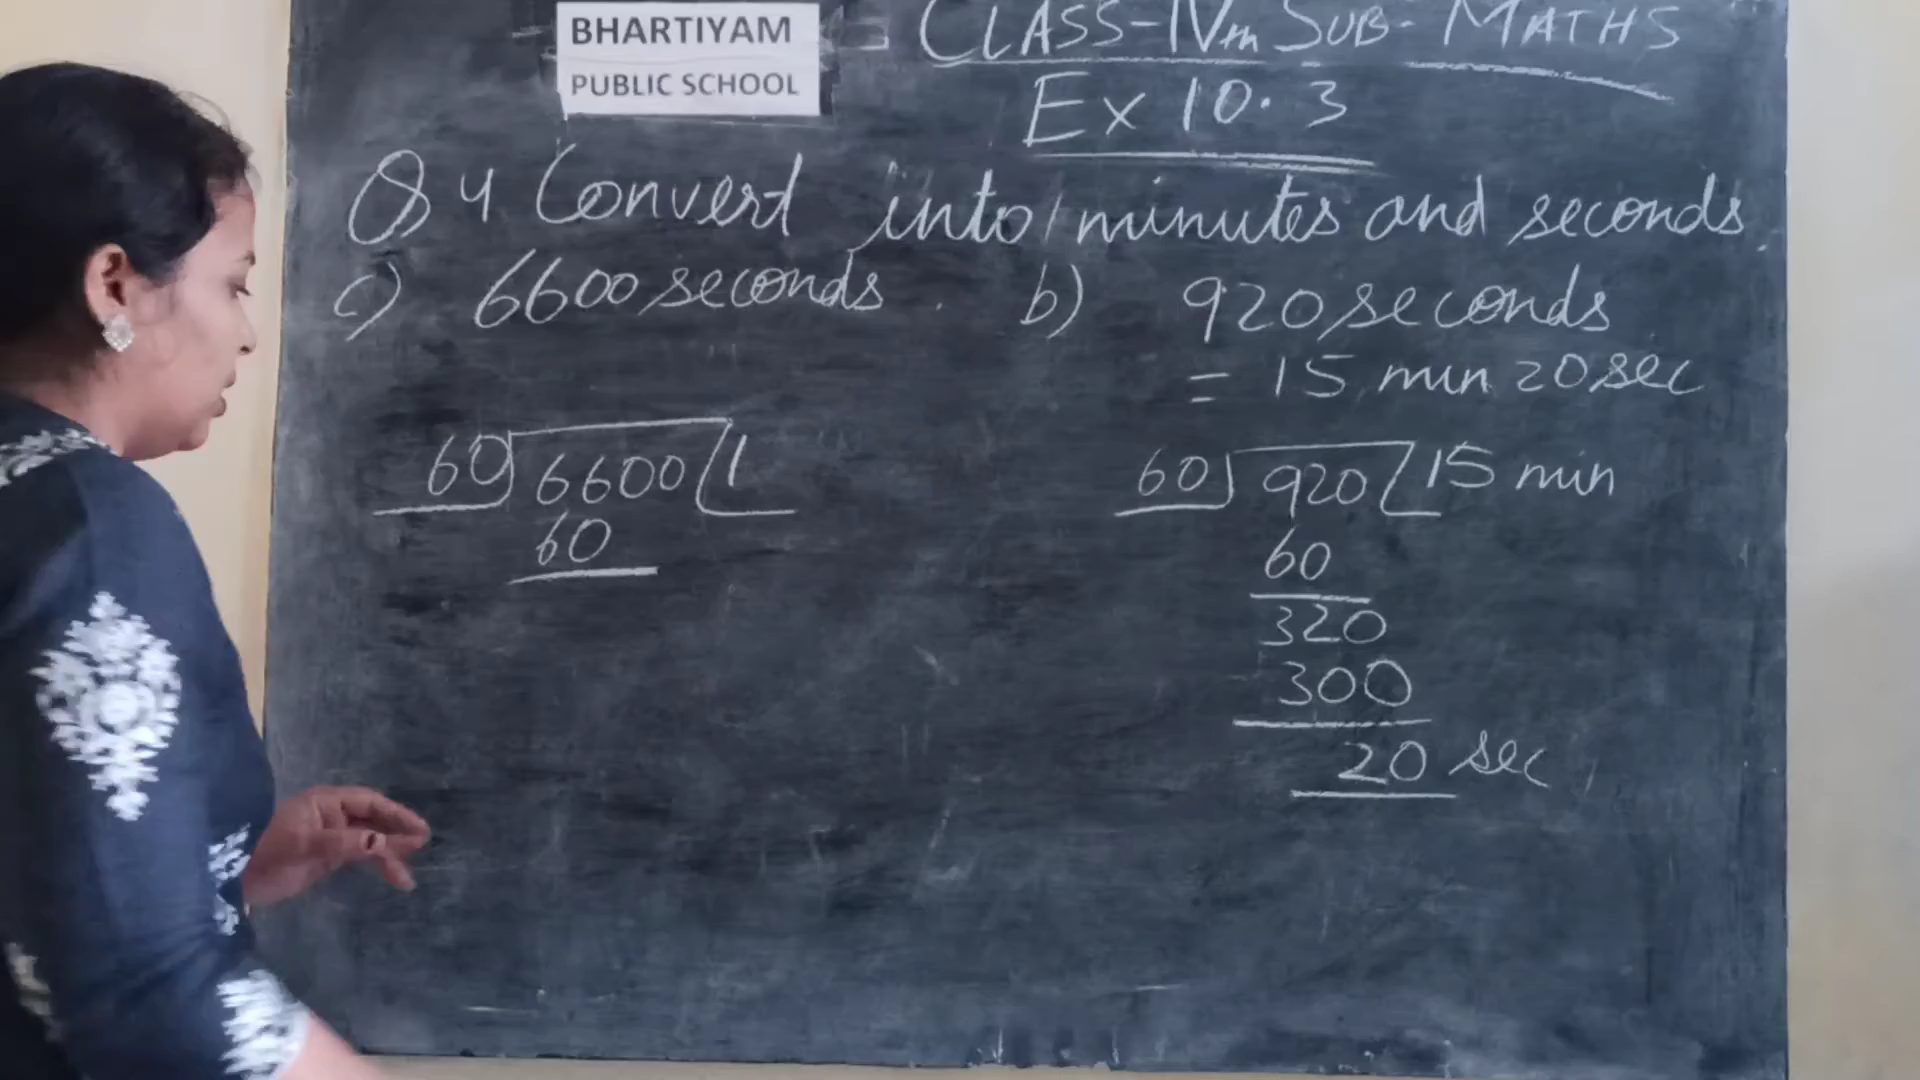 BHARTIYAM
PUBLIC SCHOOL
CLASS-IVth SUB- MATHS
Ex 10.3
Q 4 Convert into minutes and seconds.
c) 6600 seconds.
60 6600 1
60
b) 920 seconds
= 15 min 20 sec
60 920 15 min
60
320
300
20 sec